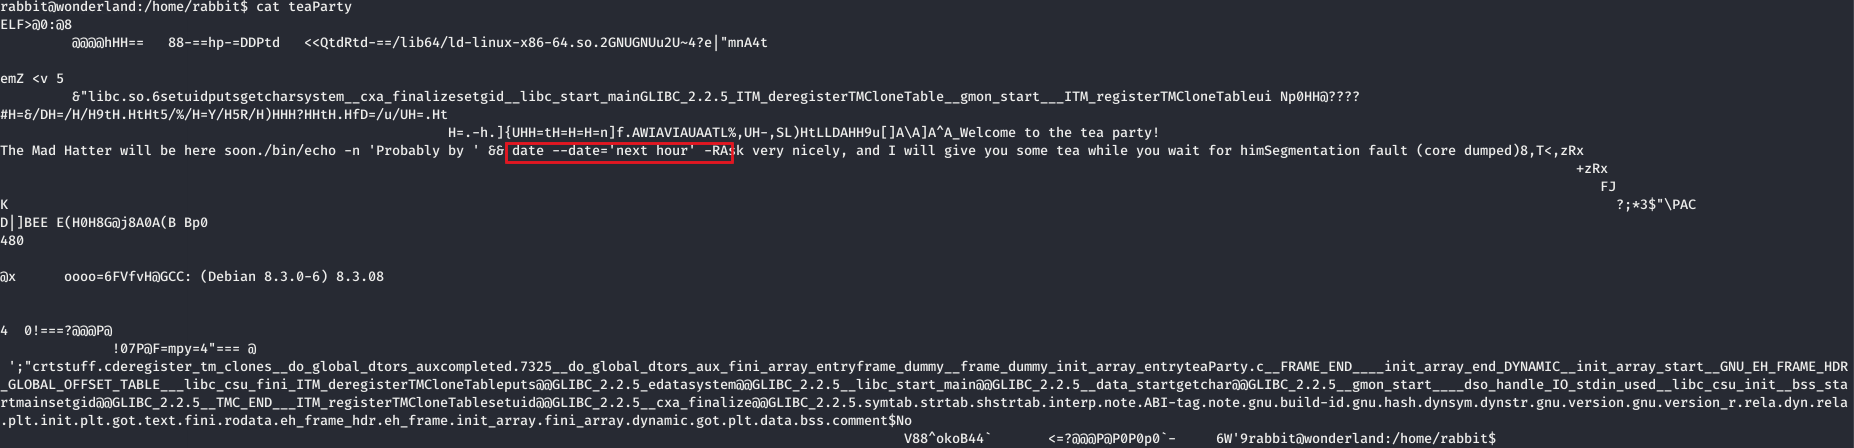 rabbit@wonderland:/home/rabbit$ cat teaParty
ELF>@0:@8
@@@@hHH== 88-==hp-=DDPtd <<QtdRtd-==/lib64/ld-linux-x86-64.so.2GNUGNUu2U~4?e|"mnA4t
emZ <v 5
&"libc.so.6setuidputsgetcharsystem__cxa_finalizesetgid__libc_start_mainGLIBC_2.2.5_ITM_deregisterTMCloneTable__gmon_start___ITM_registerTMCloneTableui Np0HH@????
#H=&/DH=/H/H9tH.HtHt5/%/H=Y/H5R/H)HHH?HHtH.HfD=/u/UH=.Ht
H=.-h.]{UHH=tH=H=H=n]f.AWIAVIAUAATL%,UH-,SL)HtLLDAHH9u[]A\A]A^A_Welcome to the tea party!
The Mad Hatter will be here soon./bin/echo -n 'Probably by ' && date --date='next hour' -RAsk very nicely, and I will give you some tea while you wait for himSegmentation fault (core dumped)8,T<,zRx
+zRx
FJ
K ?;*3$"\PAC
D|]BEE E(H0H8G@j8A0A(B Bp0
480
@x oooo=6FVfvH@GCC: (Debian 8.3.0-6) 8.3.08
4 0!===?@@@P@
!07P@F=mpy=4"=== @
';"crtstuff.cderegister_tm_clones__do_global_dtors_auxcompleted.7325__do_global_dtors_aux_fini_array_entryframe_dummy__frame_dummy_init_array_entryteaParty.c__FRAME_END____init_array_end_DYNAMIC__init_array_start__GNU_EH_FRAME_HDR
_GLOBAL_OFFSET_TABLE___libc_csu_fini_ITM_deregisterTMCloneTableputs@@GLIBC_2.2.5_edatasystem@@GLIBC_2.2.5__libc_start_main@@GLIBC_2.2.5__data_startgetchar@@GLIBC_2.2.5__gmon_start____dso_handle_IO_stdin_used__libc_csu_init__bss_sta
rtmainsetgid@@GLIBC_2.2.5__TMC_END___ITM_registerTMCloneTablesetuid@@GLIBC_2.2.5__cxa_finalize@@GLIBC_2.2.5.symtab.strtab.shstrtab.interp.note.ABI-tag.note.gnu.build-id.gnu.hash.dynsym.dynstr.gnu.version.gnu.version_r.rela.dyn.rela
.plt.init.plt.got.text.fini.rodata.eh_frame_hdr.eh_frame.init_array.fini_array.dynamic.got.plt.data.bss.comment$No
V88^okoB44` <=?@@@P@P0P0p0`- 6W'9rabbit@wonderland:/home/rabbit$